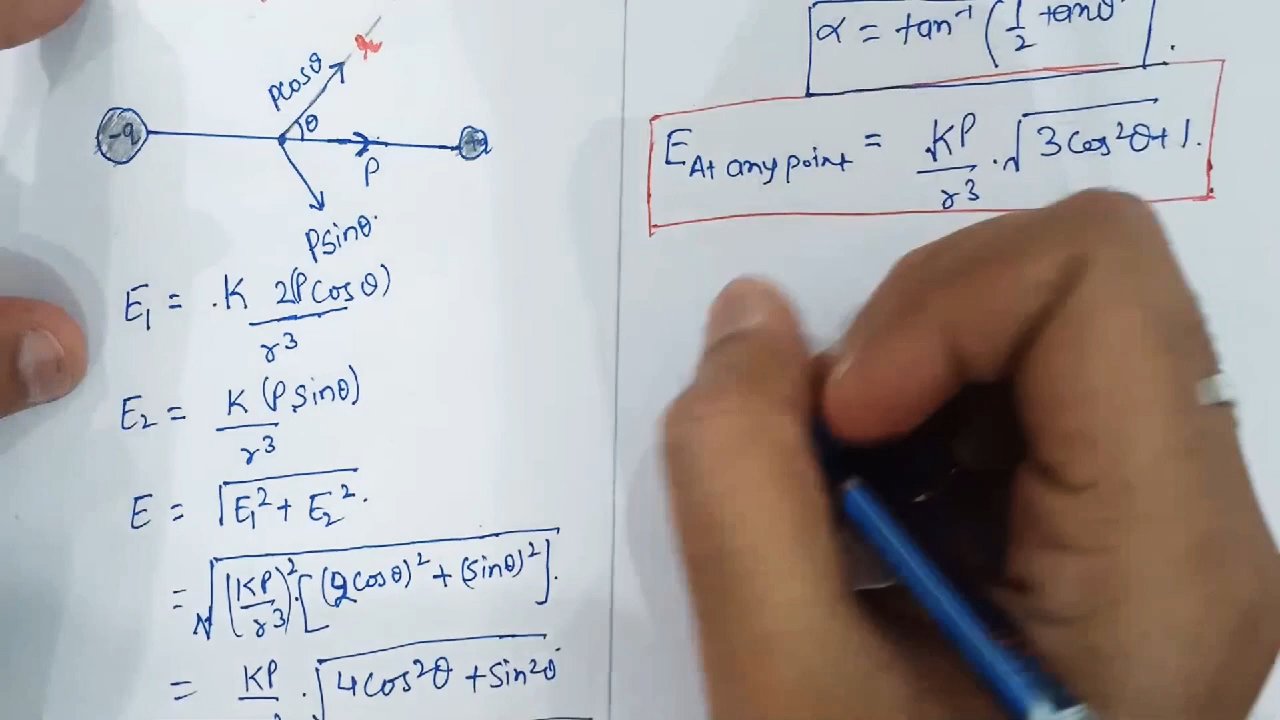 Pcosθ
θ
-q
P
+q
Psinθ.
E₁ = .K 2(Pcosθ) / r³
E₂ = K (Psinθ) / r³
E = √E₁² + E₂².
= √(KP/r³)² . [(2cosθ)² + (sinθ)²].
= KP . √4cos²θ + sin²θ
α = tan⁻¹ (1/2 tanθ
E At any point = KP/r³ . √3cos²θ+1.